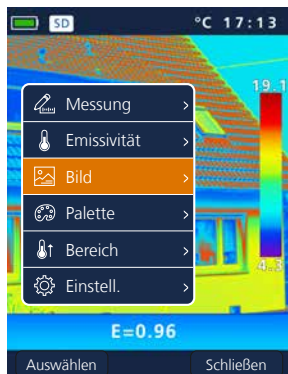 SD °C 17:13
19.1
Messung
Emissivität
Bild
Palette
Bereich
Einstell.
4.3
E=0.96
Auswählen Schließen